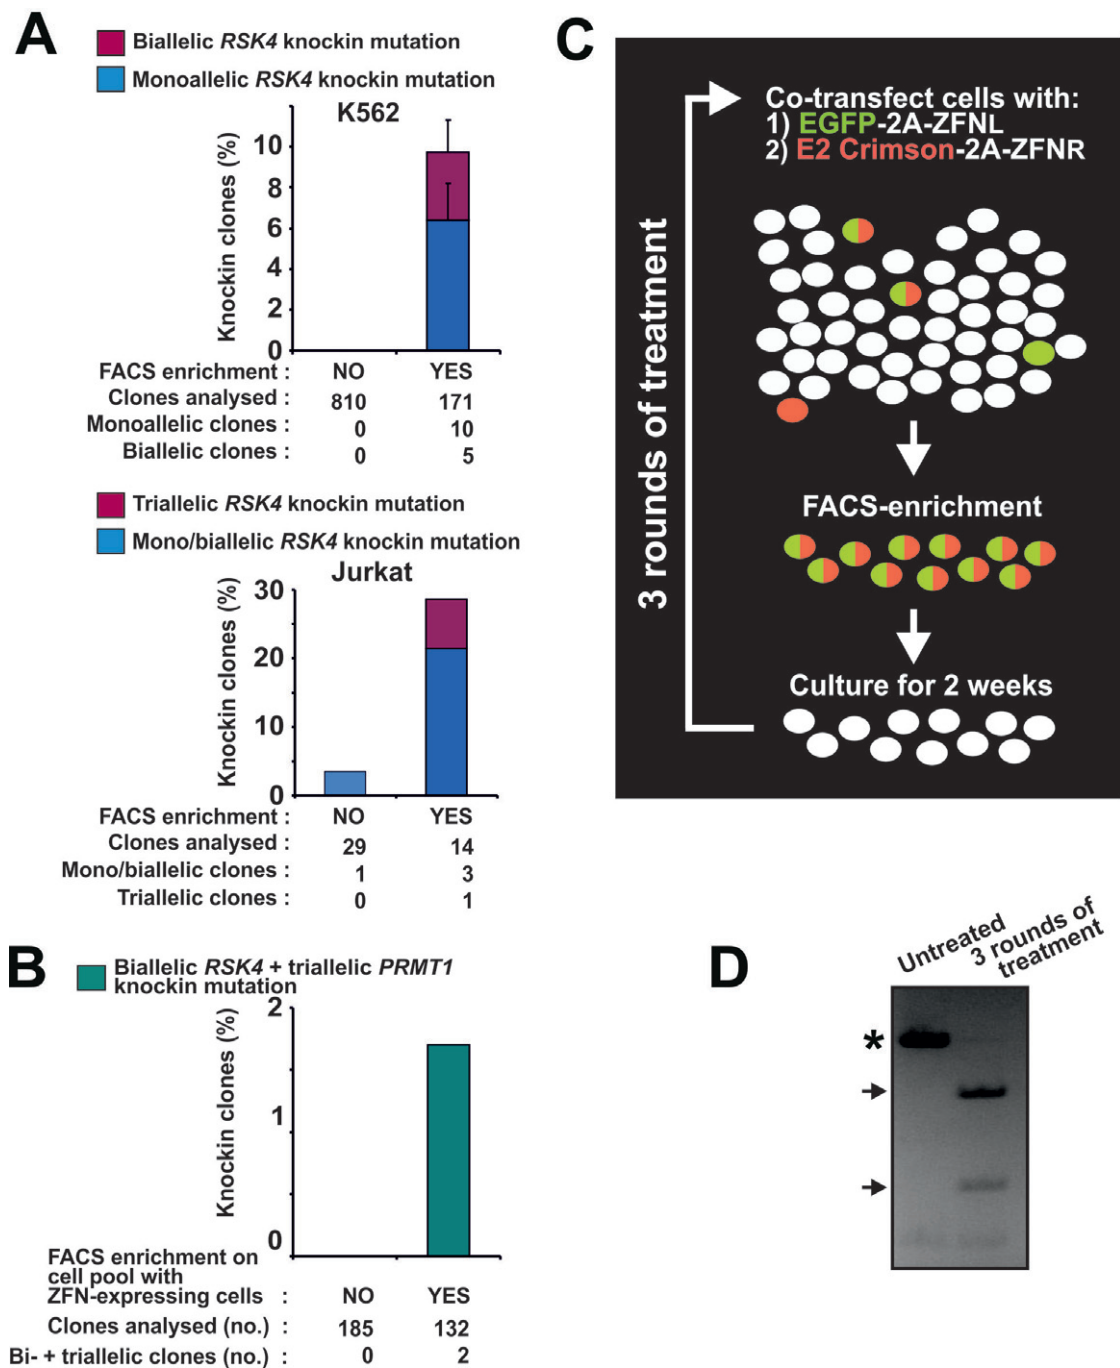 A
Biallelic RSK4 knockin mutation
Monoallelic RSK4 knockin mutation
K562
Knockin clones (%)
10
8
6
4
2
0
FACS enrichment : NO YES
Clones analysed : 810 171
Monoallelic clones : 0 10
Biallelic clones : 0 5
Triallelic RSK4 knockin mutation
Mono/biallelic RSK4 knockin mutation
Jurkat
Knockin clones (%)
30
20
10
0
FACS enrichment : NO YES
Clones analysed : 29 14
Mono/biallelic clones : 1 3
Triallelic clones : 0 1
B
Biallelic RSK4 + triallelic PRMT1
knockin mutation
Knockin clones (%)
2
1
0
FACS enrichment on
cell pool with
ZFN-expressing cells : NO YES
Clones analysed (no.) : 185 132
Bi- + triallelic clones (no.) : 0 2
C
3 rounds of treatment
Co-transfect cells with:
1) EGFP-2A-ZFNL
2) E2 Crimson-2A-ZFNR
FACS-enrichment
Culture for 2 weeks
D
Untreated
3 rounds of
treatment
*